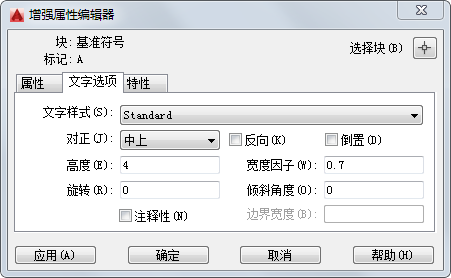 增强属性编辑器
块: 基准符号
标记: A
选择块(B)
属性 文字选项 特性
文字样式(S): Standard
对正(J): 中上 反向(K) 倒置(D)
高度(E): 4 宽度因子(W): 0.7
旋转(R): 0 倾斜角度(O): 0
注释性(N) 边界宽度(B):
应用(A) 确定 取消 帮助(H)